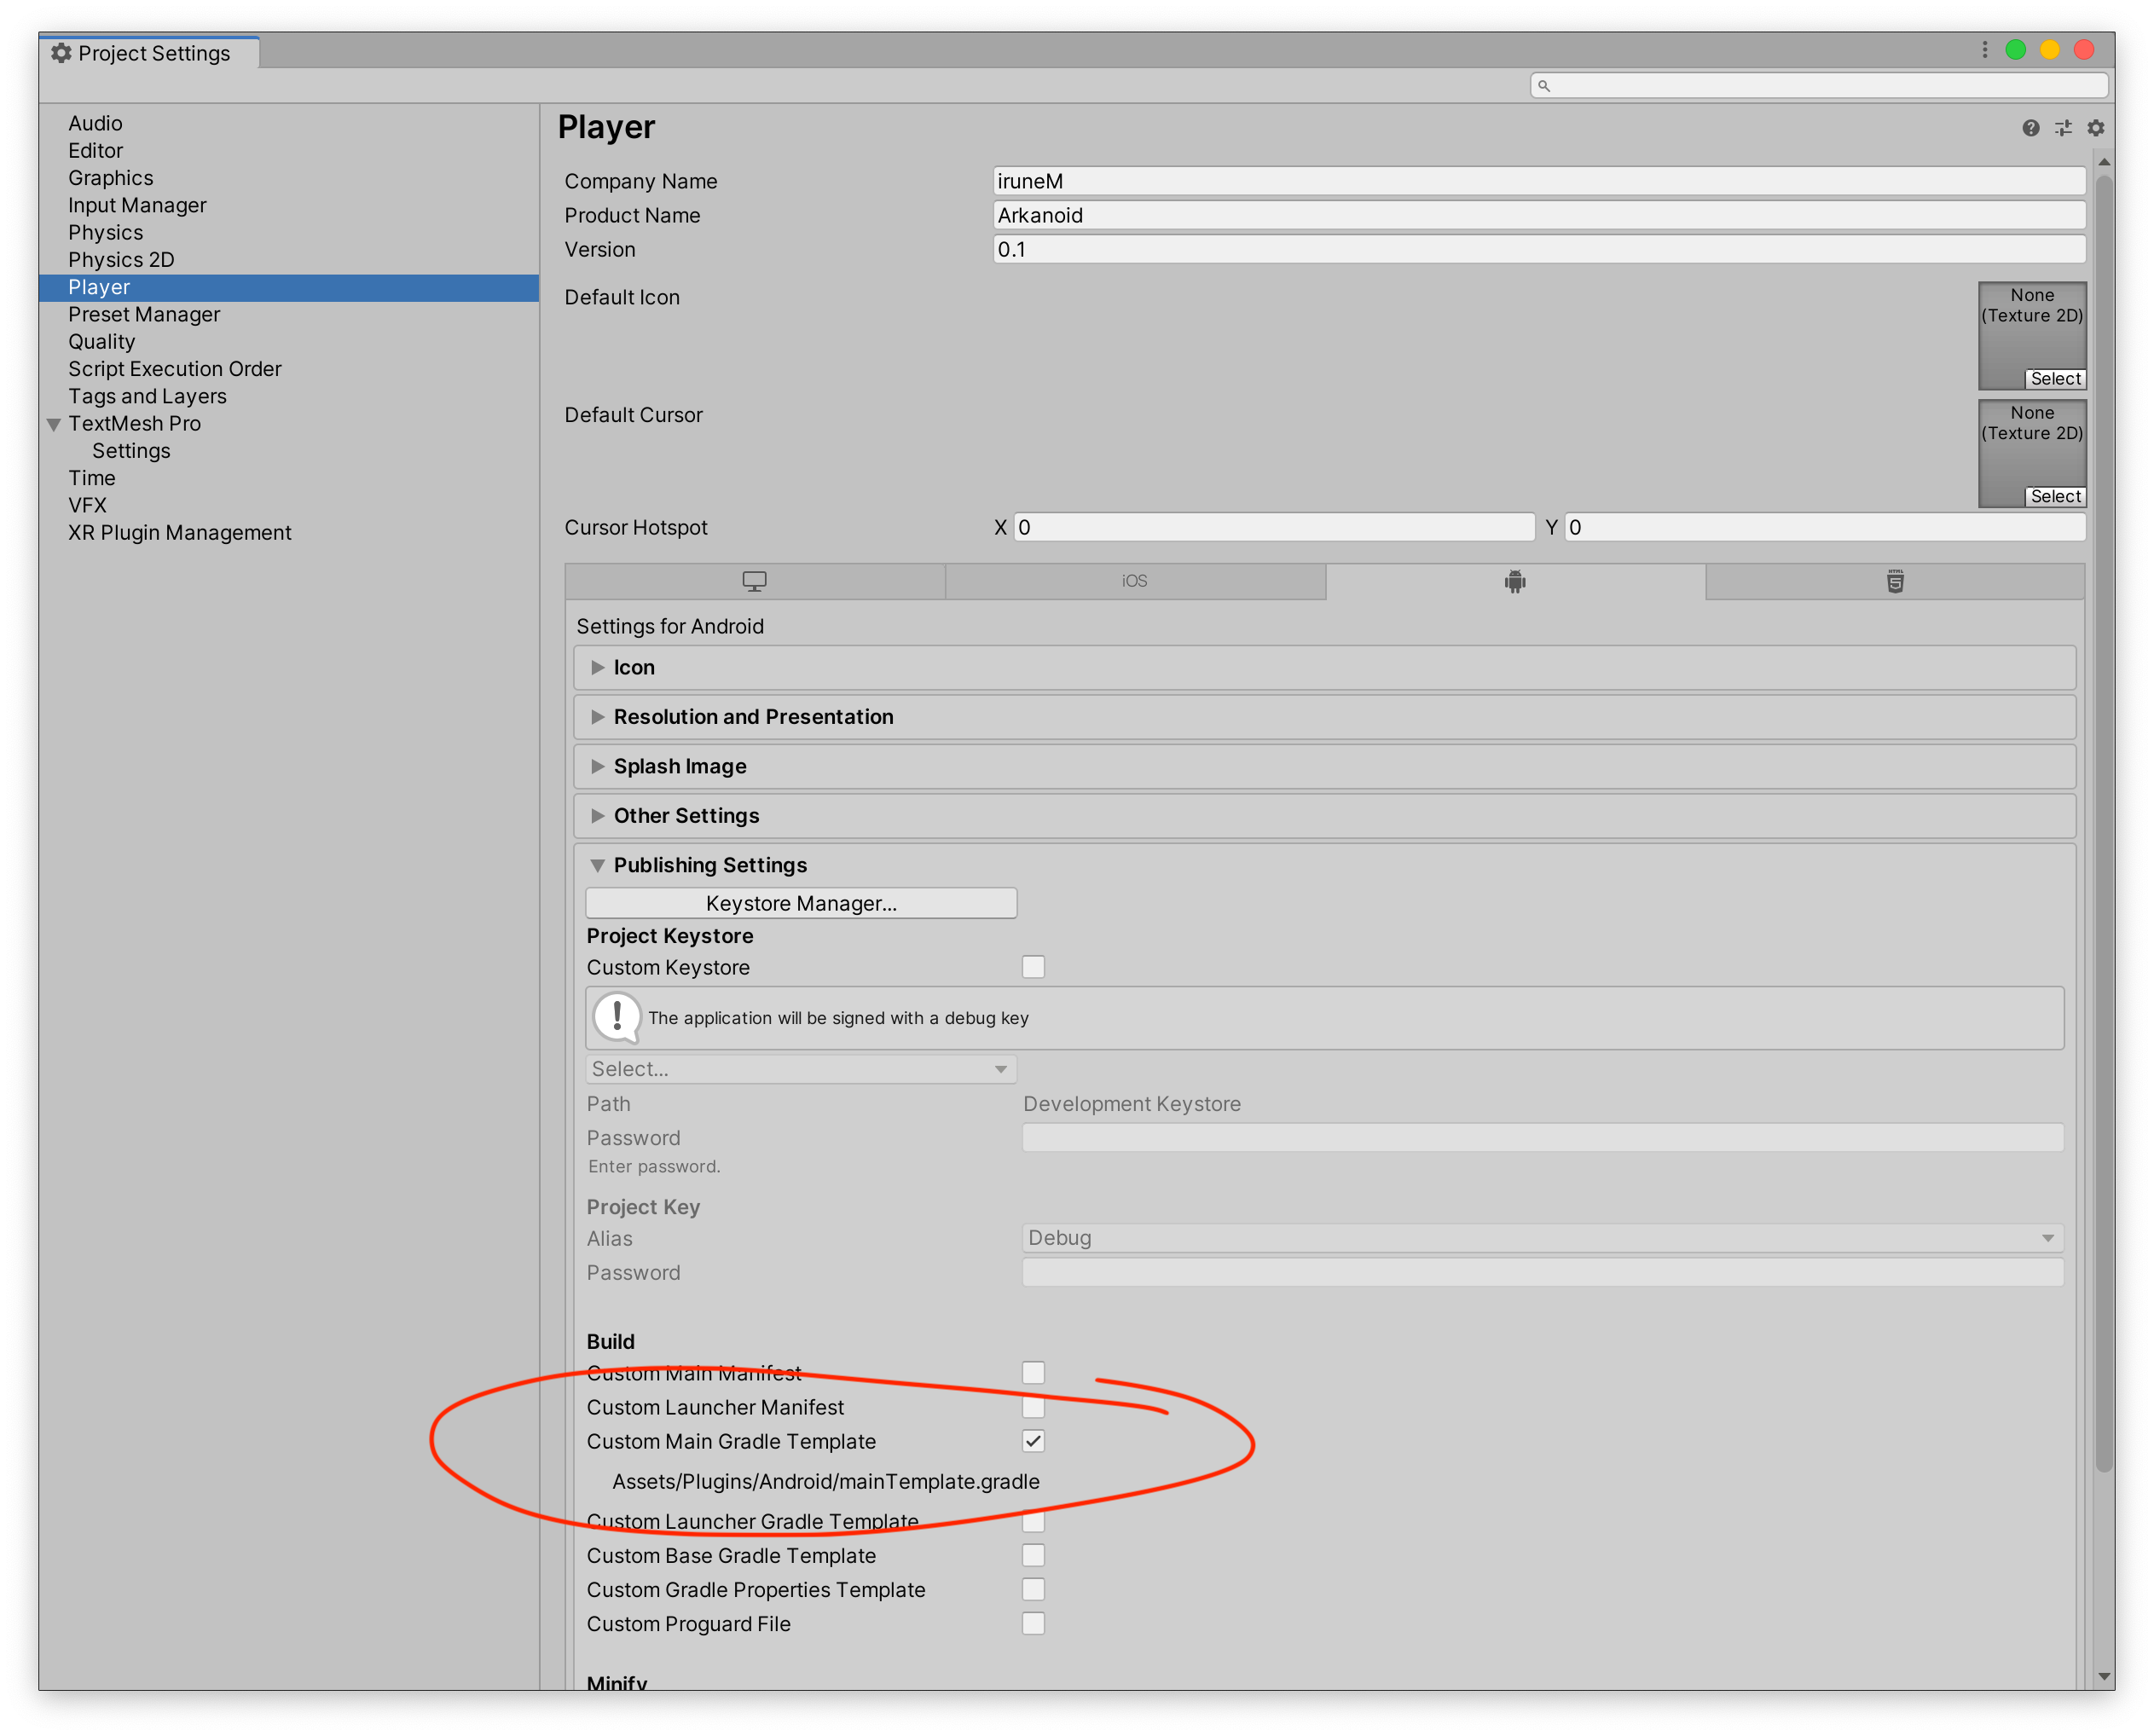 Project Settings
Audio
Editor
Graphics
Input Manager
Physics
Physics 2D
Player
Preset Manager
Quality
Script Execution Order
Tags and Layers
TextMesh Pro
Settings
Time
VFX
XR Plugin Management
Player
Company Name iruneM
Product Name Arkanoid
Version 0.1
Default Icon
None
(Texture 2D)
Select
Default Cursor
None
(Texture 2D)
Select
Cursor Hotspot X 0 Y 0
iOS
HTML 5
Settings for Android
Icon
Resolution and Presentation
Splash Image
Other Settings
Publishing Settings
Keystore Manager...
Project Keystore
Custom Keystore
The application will be signed with a debug key
Select...
Path Development Keystore
Password
Enter password.
Project Key
Alias Debug
Password
Build
Custom Main Manifest
Custom Launcher Manifest
Custom Main Gradle Template
Assets/Plugins/Android/mainTemplate.gradle
Custom Launcher Gradle Template
Custom Base Gradle Template
Custom Gradle Properties Template
Custom Proguard File
Minify